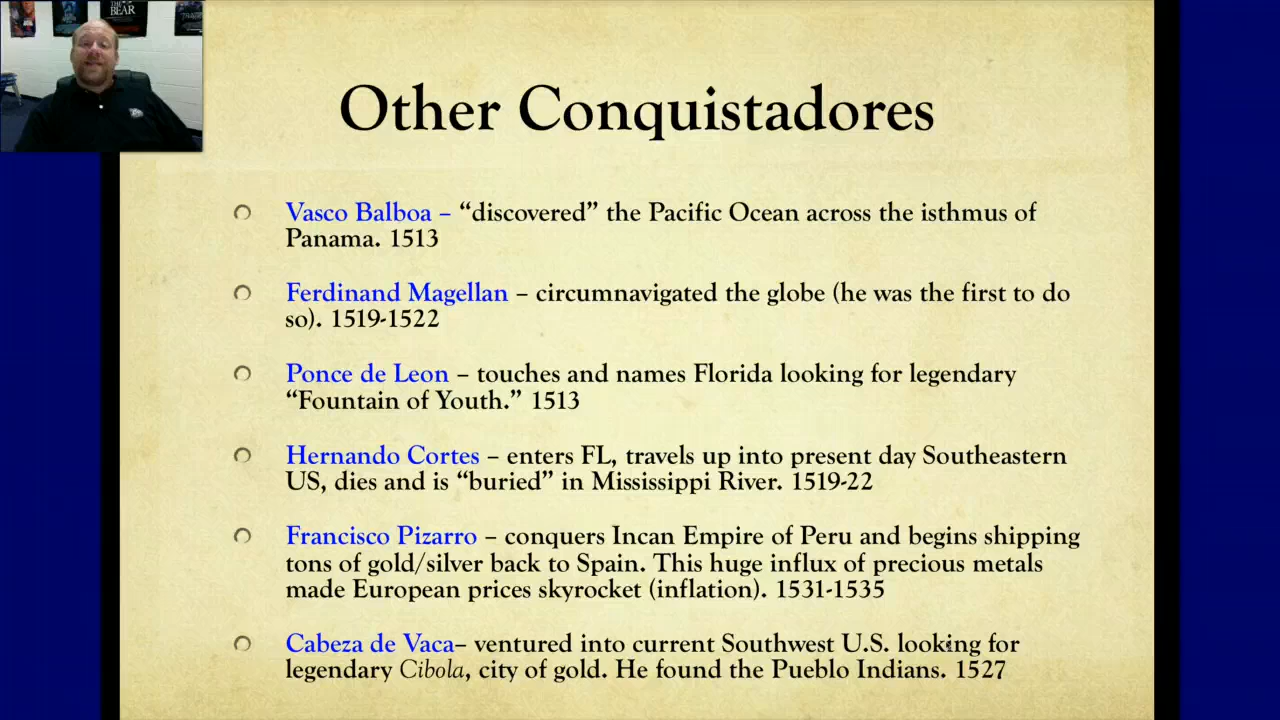 THE
BEAR
Other Conquistadores
Vasco Balboa – “discovered” the Pacific Ocean across the isthmus of
Panama. 1513
Ferdinand Magellan – circumnavigated the globe (he was the first to do
so). 1519-1522
Ponce de Leon – touches and names Florida looking for legendary
“Fountain of Youth.” 1513
Hernando Cortes – enters FL, travels up into present day Southeastern
US, dies and is “buried” in Mississippi River. 1519-22
Francisco Pizarro – conquers Incan Empire of Peru and begins shipping
tons of gold/silver back to Spain. This huge influx of precious metals
made European prices skyrocket (inflation). 1531-1535
Cabeza de Vaca– ventured into current Southwest U.S. looking for
legendary Cibola, city of gold. He found the Pueblo Indians. 1527